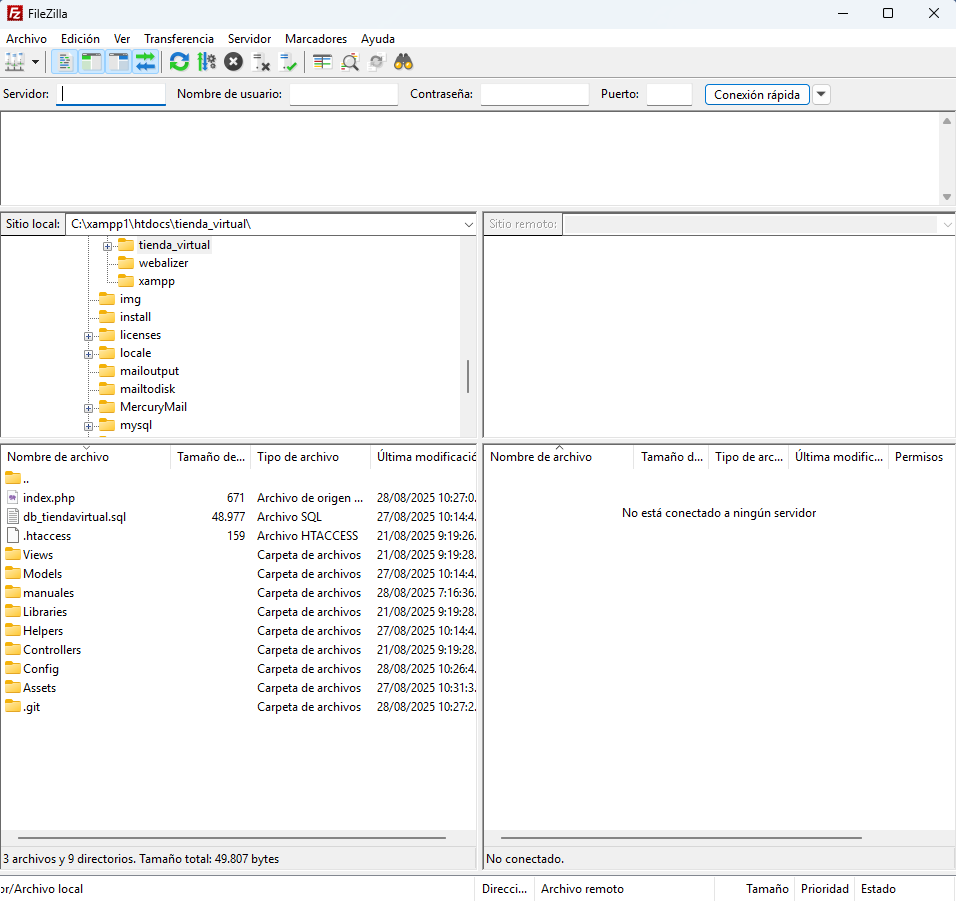 FileZilla
Archivo Edición Ver Transferencia Servidor Marcadores Ayuda
Servidor: Nombre de usuario: Contraseña: Puerto: Conexión rápida
Sitio local: C:\xampp1\htdocs\tienda_virtual\ Sitio remoto:
tienda_virtual
webalizer
xampp
img
install
licenses
locale
mailoutput
mailtodisk
MercuryMail
mysql
Nombre de archivo Tamaño de... Tipo de archivo Última modificació
..
index.php 671 Archivo de origen ... 28/08/2025 10:27:0.
db_tiendavirtual.sql 48.977 Archivo SQL 27/08/2025 10:14:4.
.htaccess 159 Archivo HTACCESS 21/08/2025 9:19:26.
Views Carpeta de archivos 21/08/2025 9:19:28.
Models Carpeta de archivos 27/08/2025 10:14:4.
manuales Carpeta de archivos 28/08/2025 7:16:36.
Libraries Carpeta de archivos 21/08/2025 9:19:28.
Helpers Carpeta de archivos 27/08/2025 10:14:4.
Controllers Carpeta de archivos 21/08/2025 9:19:28.
Config Carpeta de archivos 28/08/2025 10:26:4.
Assets Carpeta de archivos 27/08/2025 10:31:3.
.git Carpeta de archivos 28/08/2025 10:27:2.
3 archivos y 9 directorios. Tamaño total: 49.807 bytes
Nombre de archivo Tamaño d... Tipo de arc... Última modific... Permisos
No está conectado a ningún servidor
No conectado.
or/Archivo local Direcci... Archivo remoto Tamaño Prioridad Estado